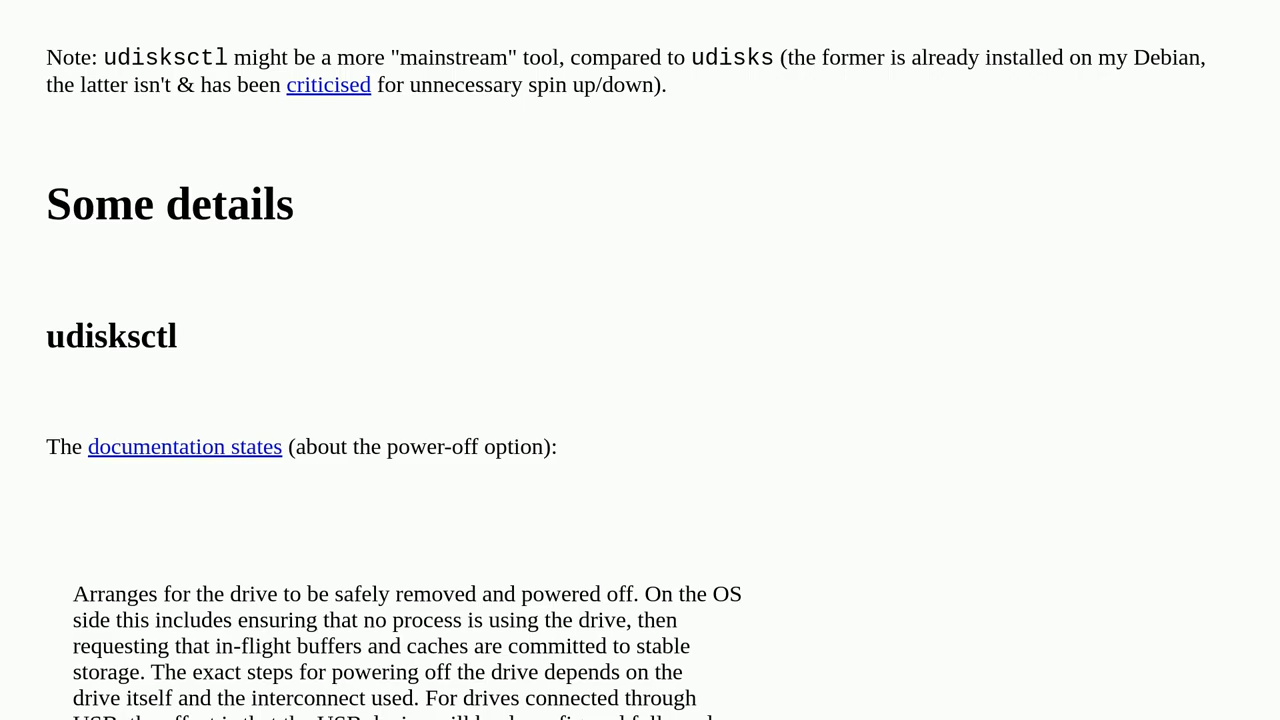 Note: udisksctl might be a more "mainstream" tool, compared to udisks (the former is already installed on my Debian,
the latter isn't & has been criticised for unnecessary spin up/down).
Some details
udisksctl
The documentation states (about the power-off option):
Arranges for the drive to be safely removed and powered off. On the OS
side this includes ensuring that no process is using the drive, then
requesting that in-flight buffers and caches are committed to stable
storage. The exact steps for powering off the drive depends on the
drive itself and the interconnect used. For drives connected through